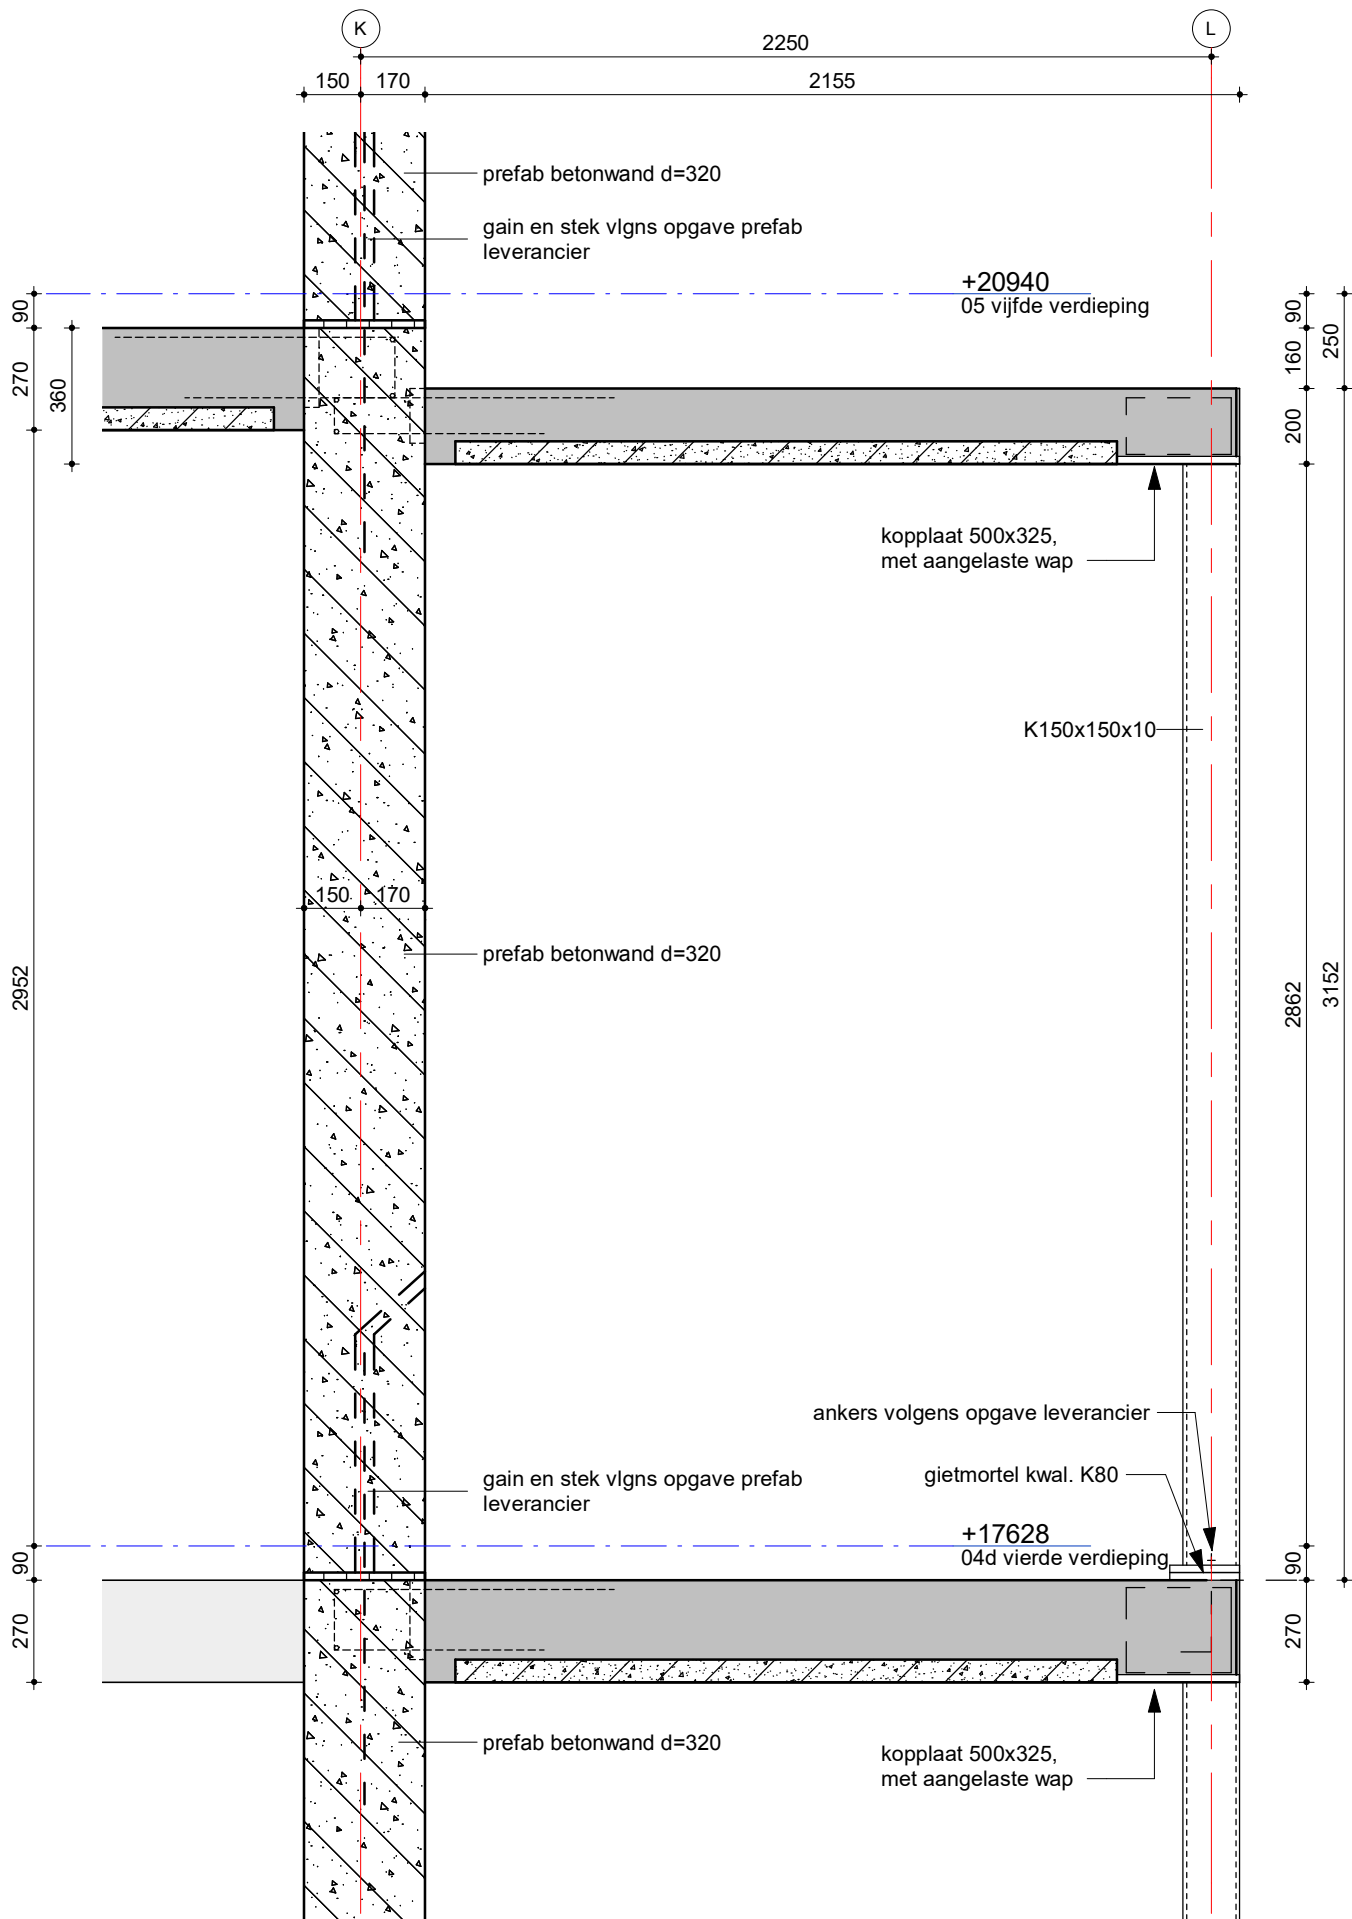 K
L
2250
150
170
2155
prefab betonwand d=320
gain en stek vlgns opgave prefab
leverancier
+20940
05 vijfde verdieping
90
270
360
90
160
250
200
kopplaat 500x325,
met aangelaste wap
K150x150x10
150
170
prefab betonwand d=320
2952
2862
3152
ankers volgens opgave leverancier
gietmortel kwal. K80
gain en stek vlgns opgave prefab
leverancier
+17628
04d vierde verdieping
90
270
90
270
prefab betonwand d=320
kopplaat 500x325,
met aangelaste wap